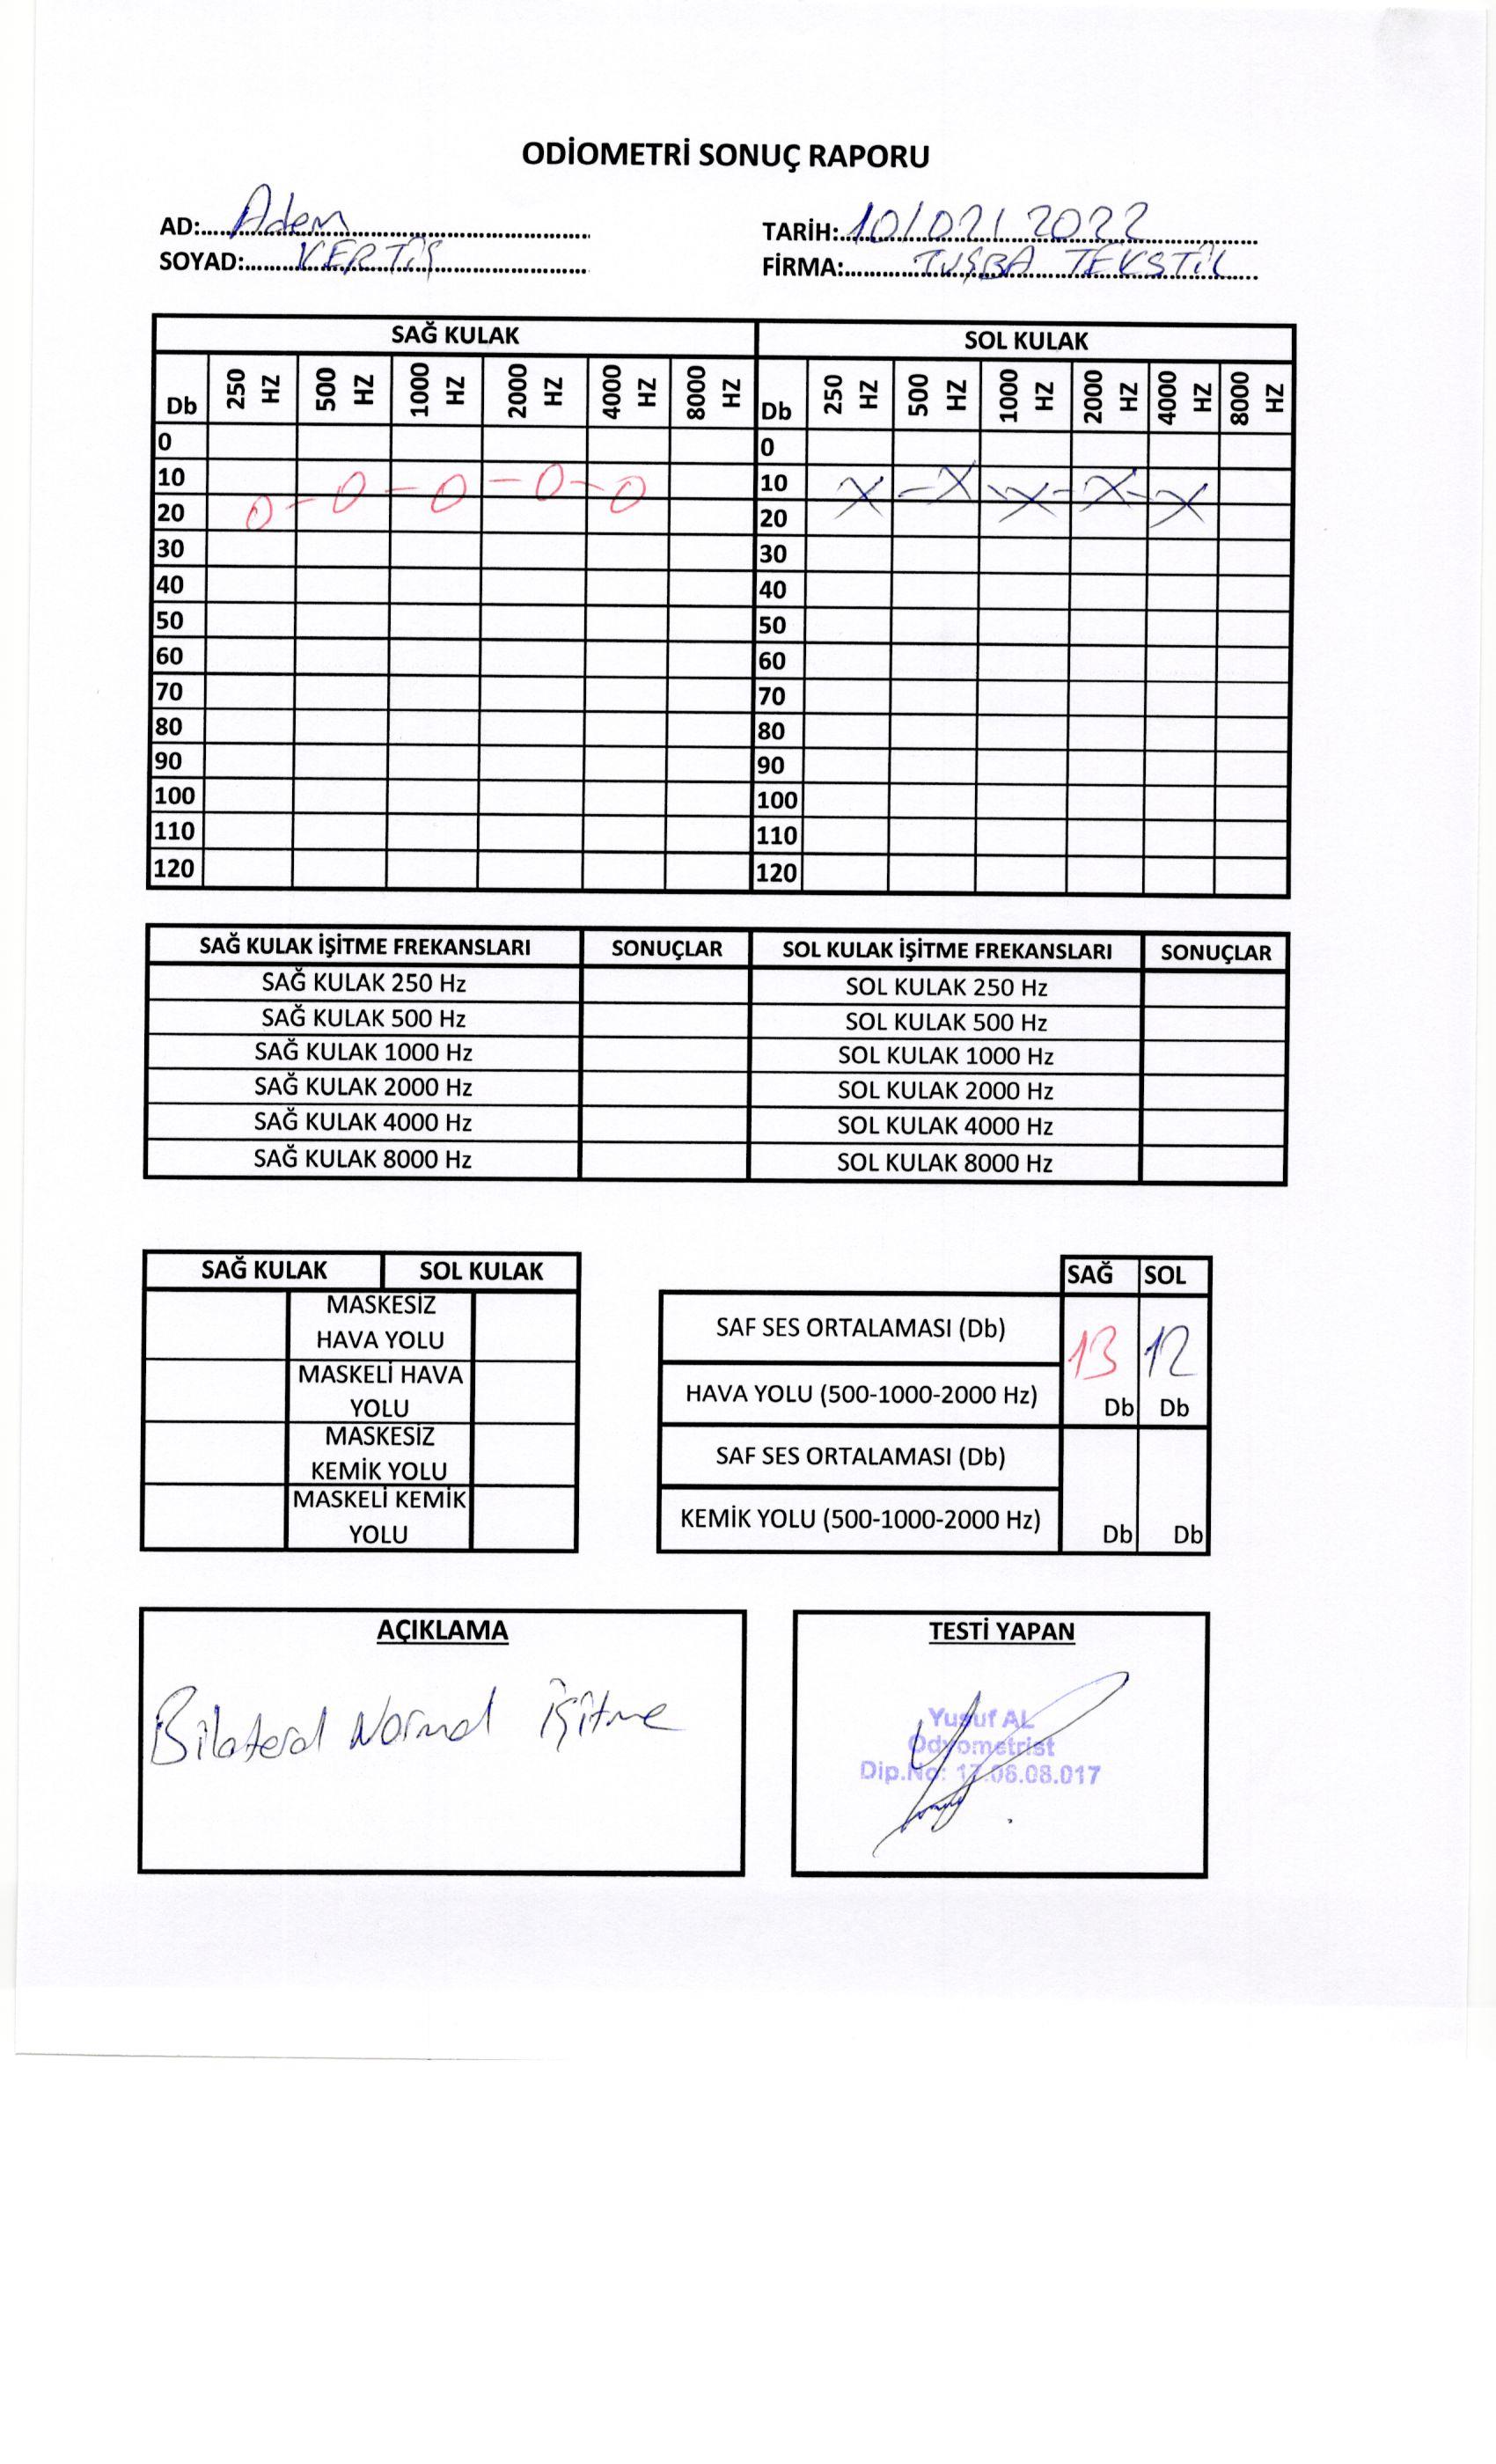 ODİOMETRİ SONUÇ RAPORU
AD: Adem TARİH: 10/02/2022
SOYAD: KERTİŞ FİRMA: TUŞBA TEKSTİL
SAĞ KULAK SOL KULAK
Db 250 HZ 500 HZ 1000 HZ 2000 HZ 4000 HZ 8000 HZ Db 250 HZ 500 HZ 1000 HZ 2000 HZ 4000 HZ 8000 HZ
0 0
10 10 X - X - X - X - X
20 O - O - O - O - O 20
30 30
40 40
50 50
60 60
70 70
80 80
90 90
100 100
110 110
120 120
SAĞ KULAK İŞİTME FREKANSLARI SONUÇLAR SOL KULAK İŞİTME FREKANSLARI SONUÇLAR
SAĞ KULAK 250 Hz SOL KULAK 250 Hz
SAĞ KULAK 500 Hz SOL KULAK 500 Hz
SAĞ KULAK 1000 Hz SOL KULAK 1000 Hz
SAĞ KULAK 2000 Hz SOL KULAK 2000 Hz
SAĞ KULAK 4000 Hz SOL KULAK 4000 Hz
SAĞ KULAK 8000 Hz SOL KULAK 8000 Hz
SAĞ KULAK SOL KULAK
MASKESİZ
HAVA YOLU
MASKELİ HAVA
YOLU
MASKESİZ
KEMİK YOLU
MASKELİ KEMİK
YOLU
SAĞ SOL
SAF SES ORTALAMASI (Db) 13 12
HAVA YOLU (500-1000-2000 Hz) Db Db
SAF SES ORTALAMASI (Db)
KEMİK YOLU (500-1000-2000 Hz) Db Db
AÇIKLAMA
Bilateral Normal İşitme
TESTİ YAPAN
Yusuf AL
Odyometrist
Dip.No: 17.06.08.017